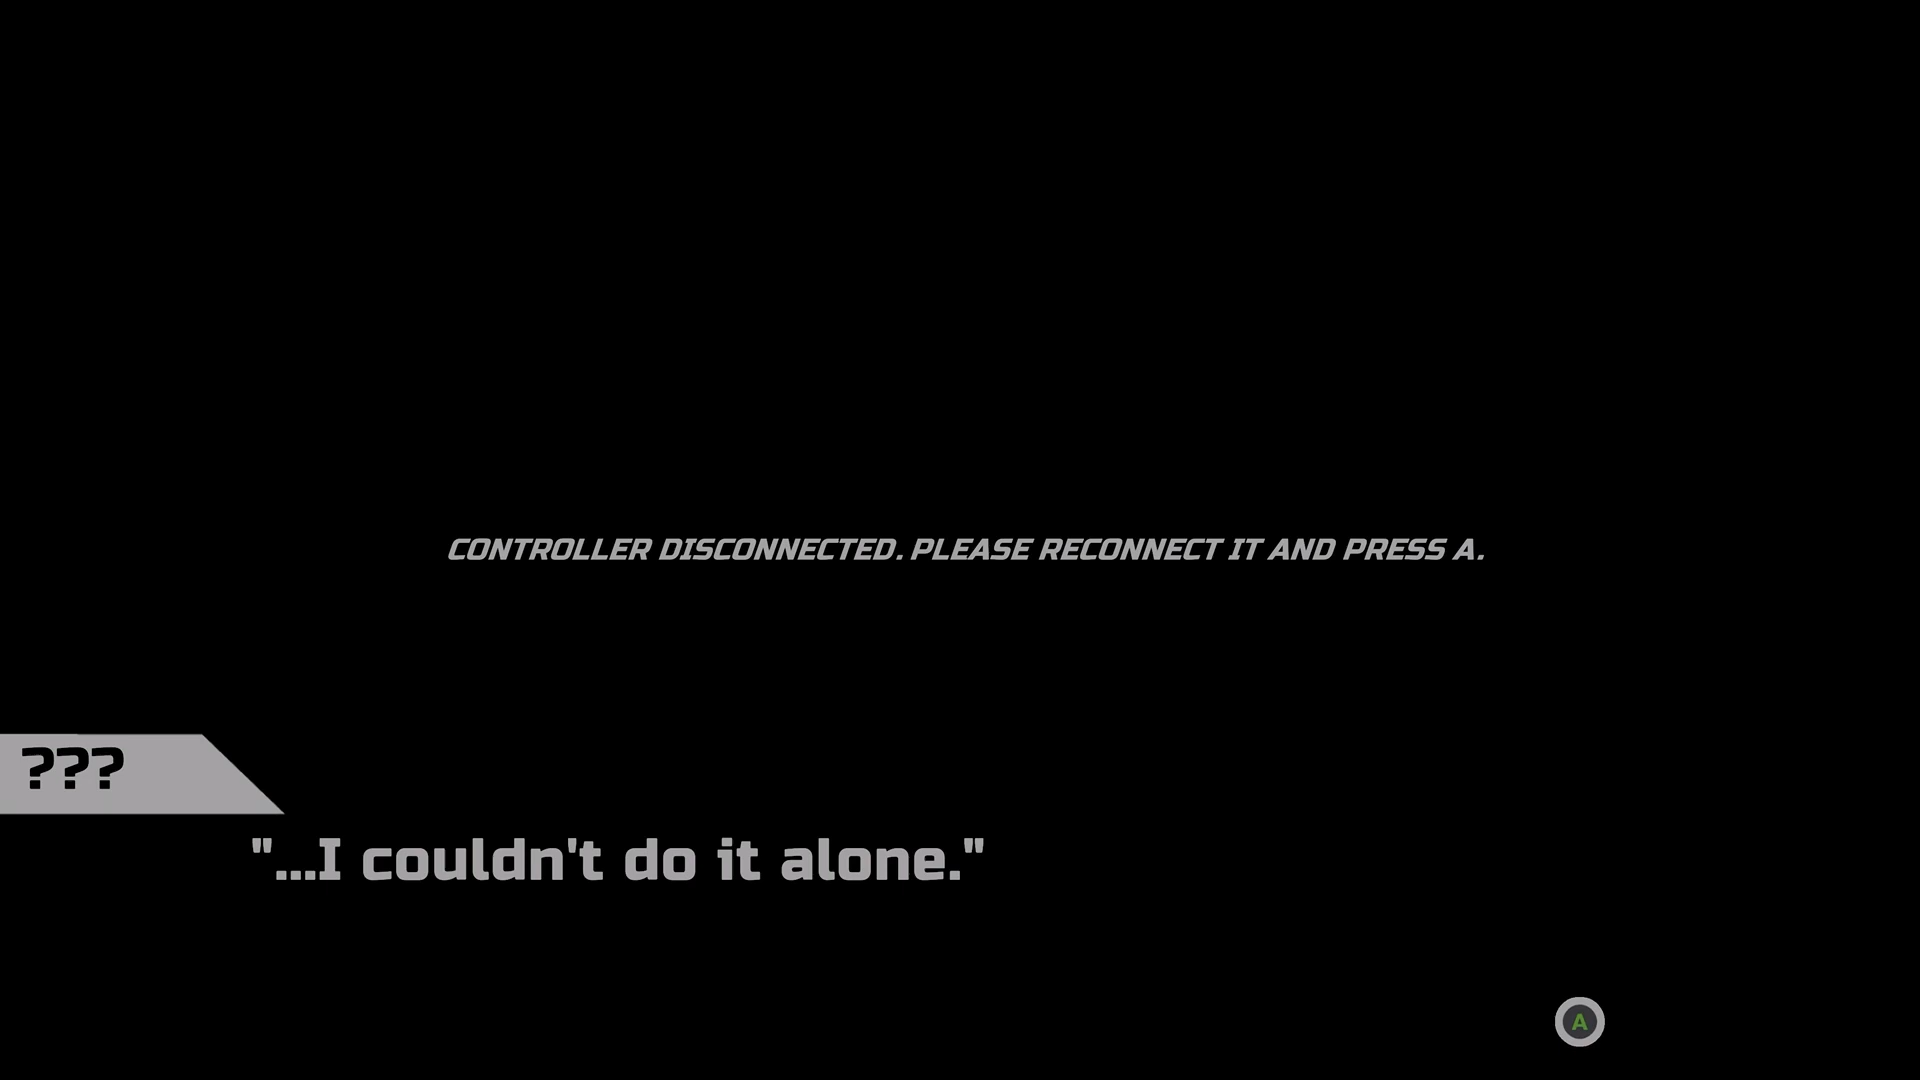 CONTROLLER DISCONNECTED. PLEASE RECONNECT IT AND PRESS A.
???
"...I couldn't do it alone."
A